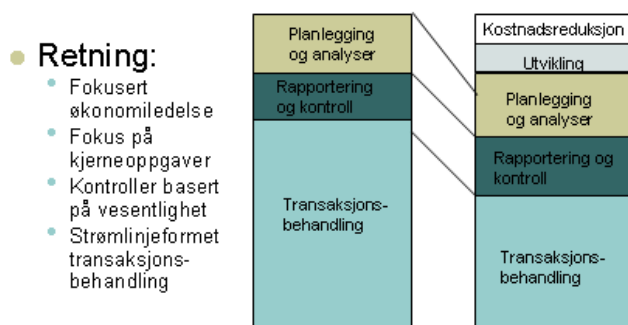 Retning:
Fokusert
økonomiledelse
Fokus på
kjerneoppgaver
Kontroller basert
på vesentlighet
Strømlinjeformet
transaksjons-
behandling
Planlegging
og analyser
Rapportering
og kontroll
Transaksjons-
behandling
Kostnadsreduksjon
Utvikling
Planlegging
og analyser
Rapportering og
kontroll
Transaksjons-
behandling